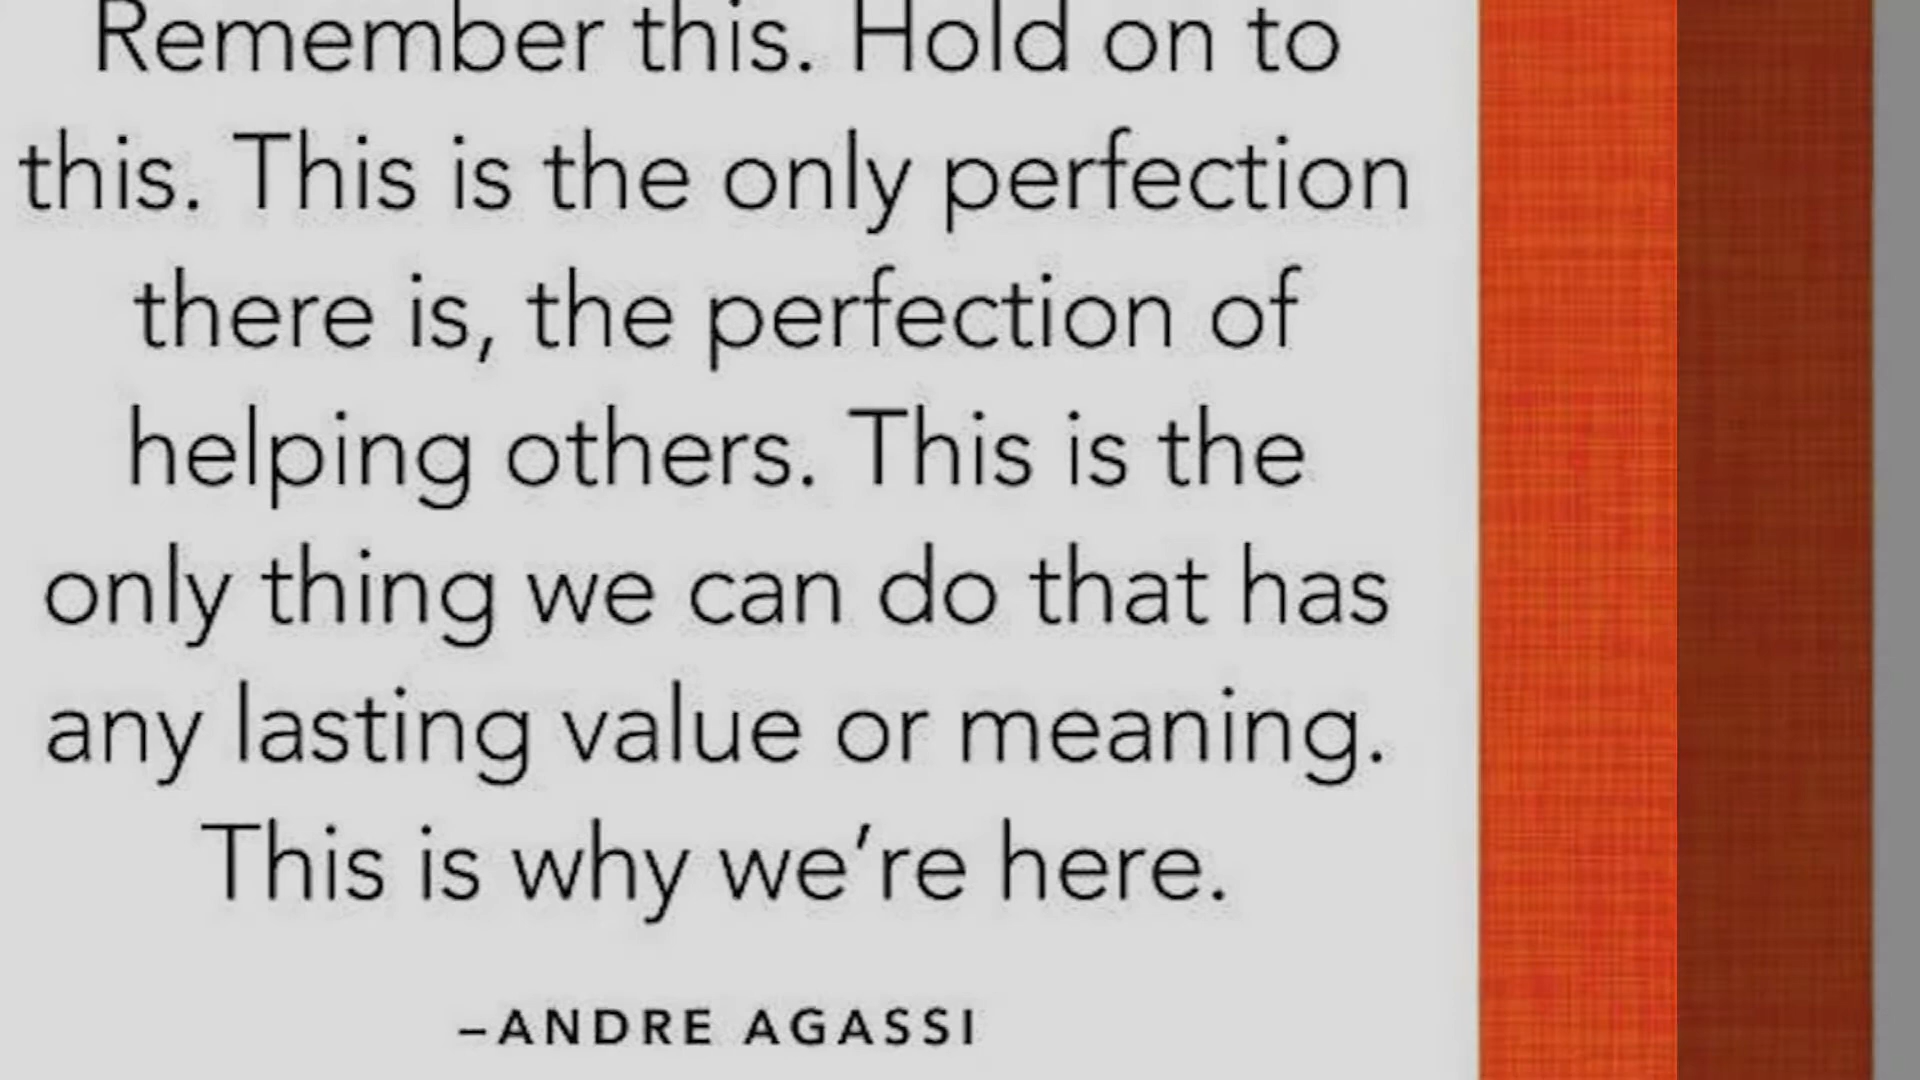 Remember this. Hold on to
this. This is the only perfection
there is, the perfection of
helping others. This is the
only thing we can do that has
any lasting value or meaning.
This is why we’re here.
–ANDRE AGASSI